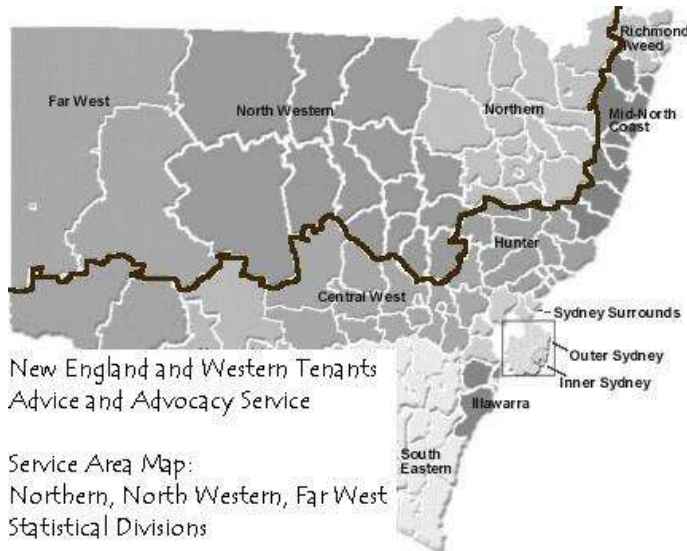 Richmond
Tweed
Far West
North Western
Northern
Mid-North
Coast
Hunter
Central West
Sydney Surrounds
Outer Sydney
Inner Sydney
Illawarra
South
Eastern
New England and Western Tenants
Advice and Advocacy Service
Service Area Map:
Northern, North Western, Far West
Statistical Divisions